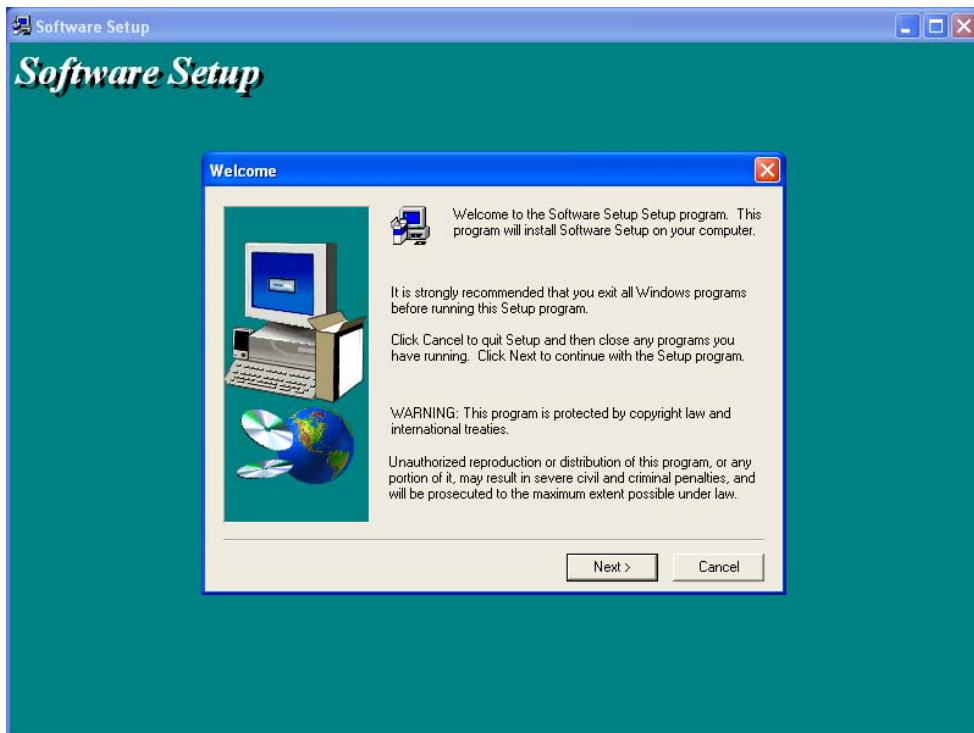 Software Setup
Software Setup
Welcome
Welcome to the Software Setup Setup program.  This
program will install Software Setup on your computer.
It is strongly recommended that you exit all Windows programs
before running this Setup program.
Click Cancel to quit Setup and then close any programs you
have running.  Click Next to continue with the Setup program.
WARNING: This program is protected by copyright law and
international treaties.
Unauthorized reproduction or distribution of this program, or any
portion of it, may result in severe civil and criminal penalties, and
will be prosecuted to the maximum extent possible under law.
Next >
Cancel